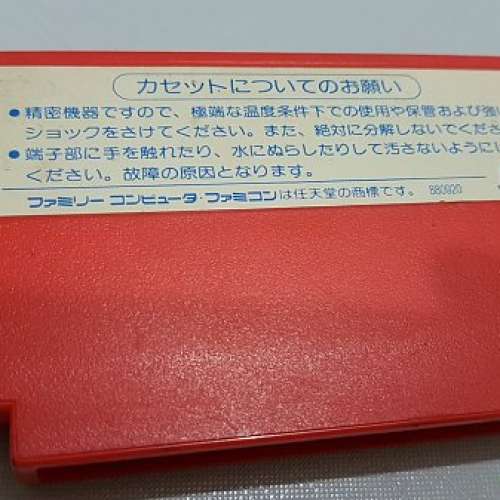 カセットについてのお願い
●精密機器ですので、極端な温度条件下での使用や保管および強い
ショックをさけてください。また、絶対に分解しないでくださ
●端子部に手を触れたり、水にぬらしたりして汚さないように
ください。故障の原因となります。
ファミリー コンピュータ・ファミコンは任天堂の商標です。 880920